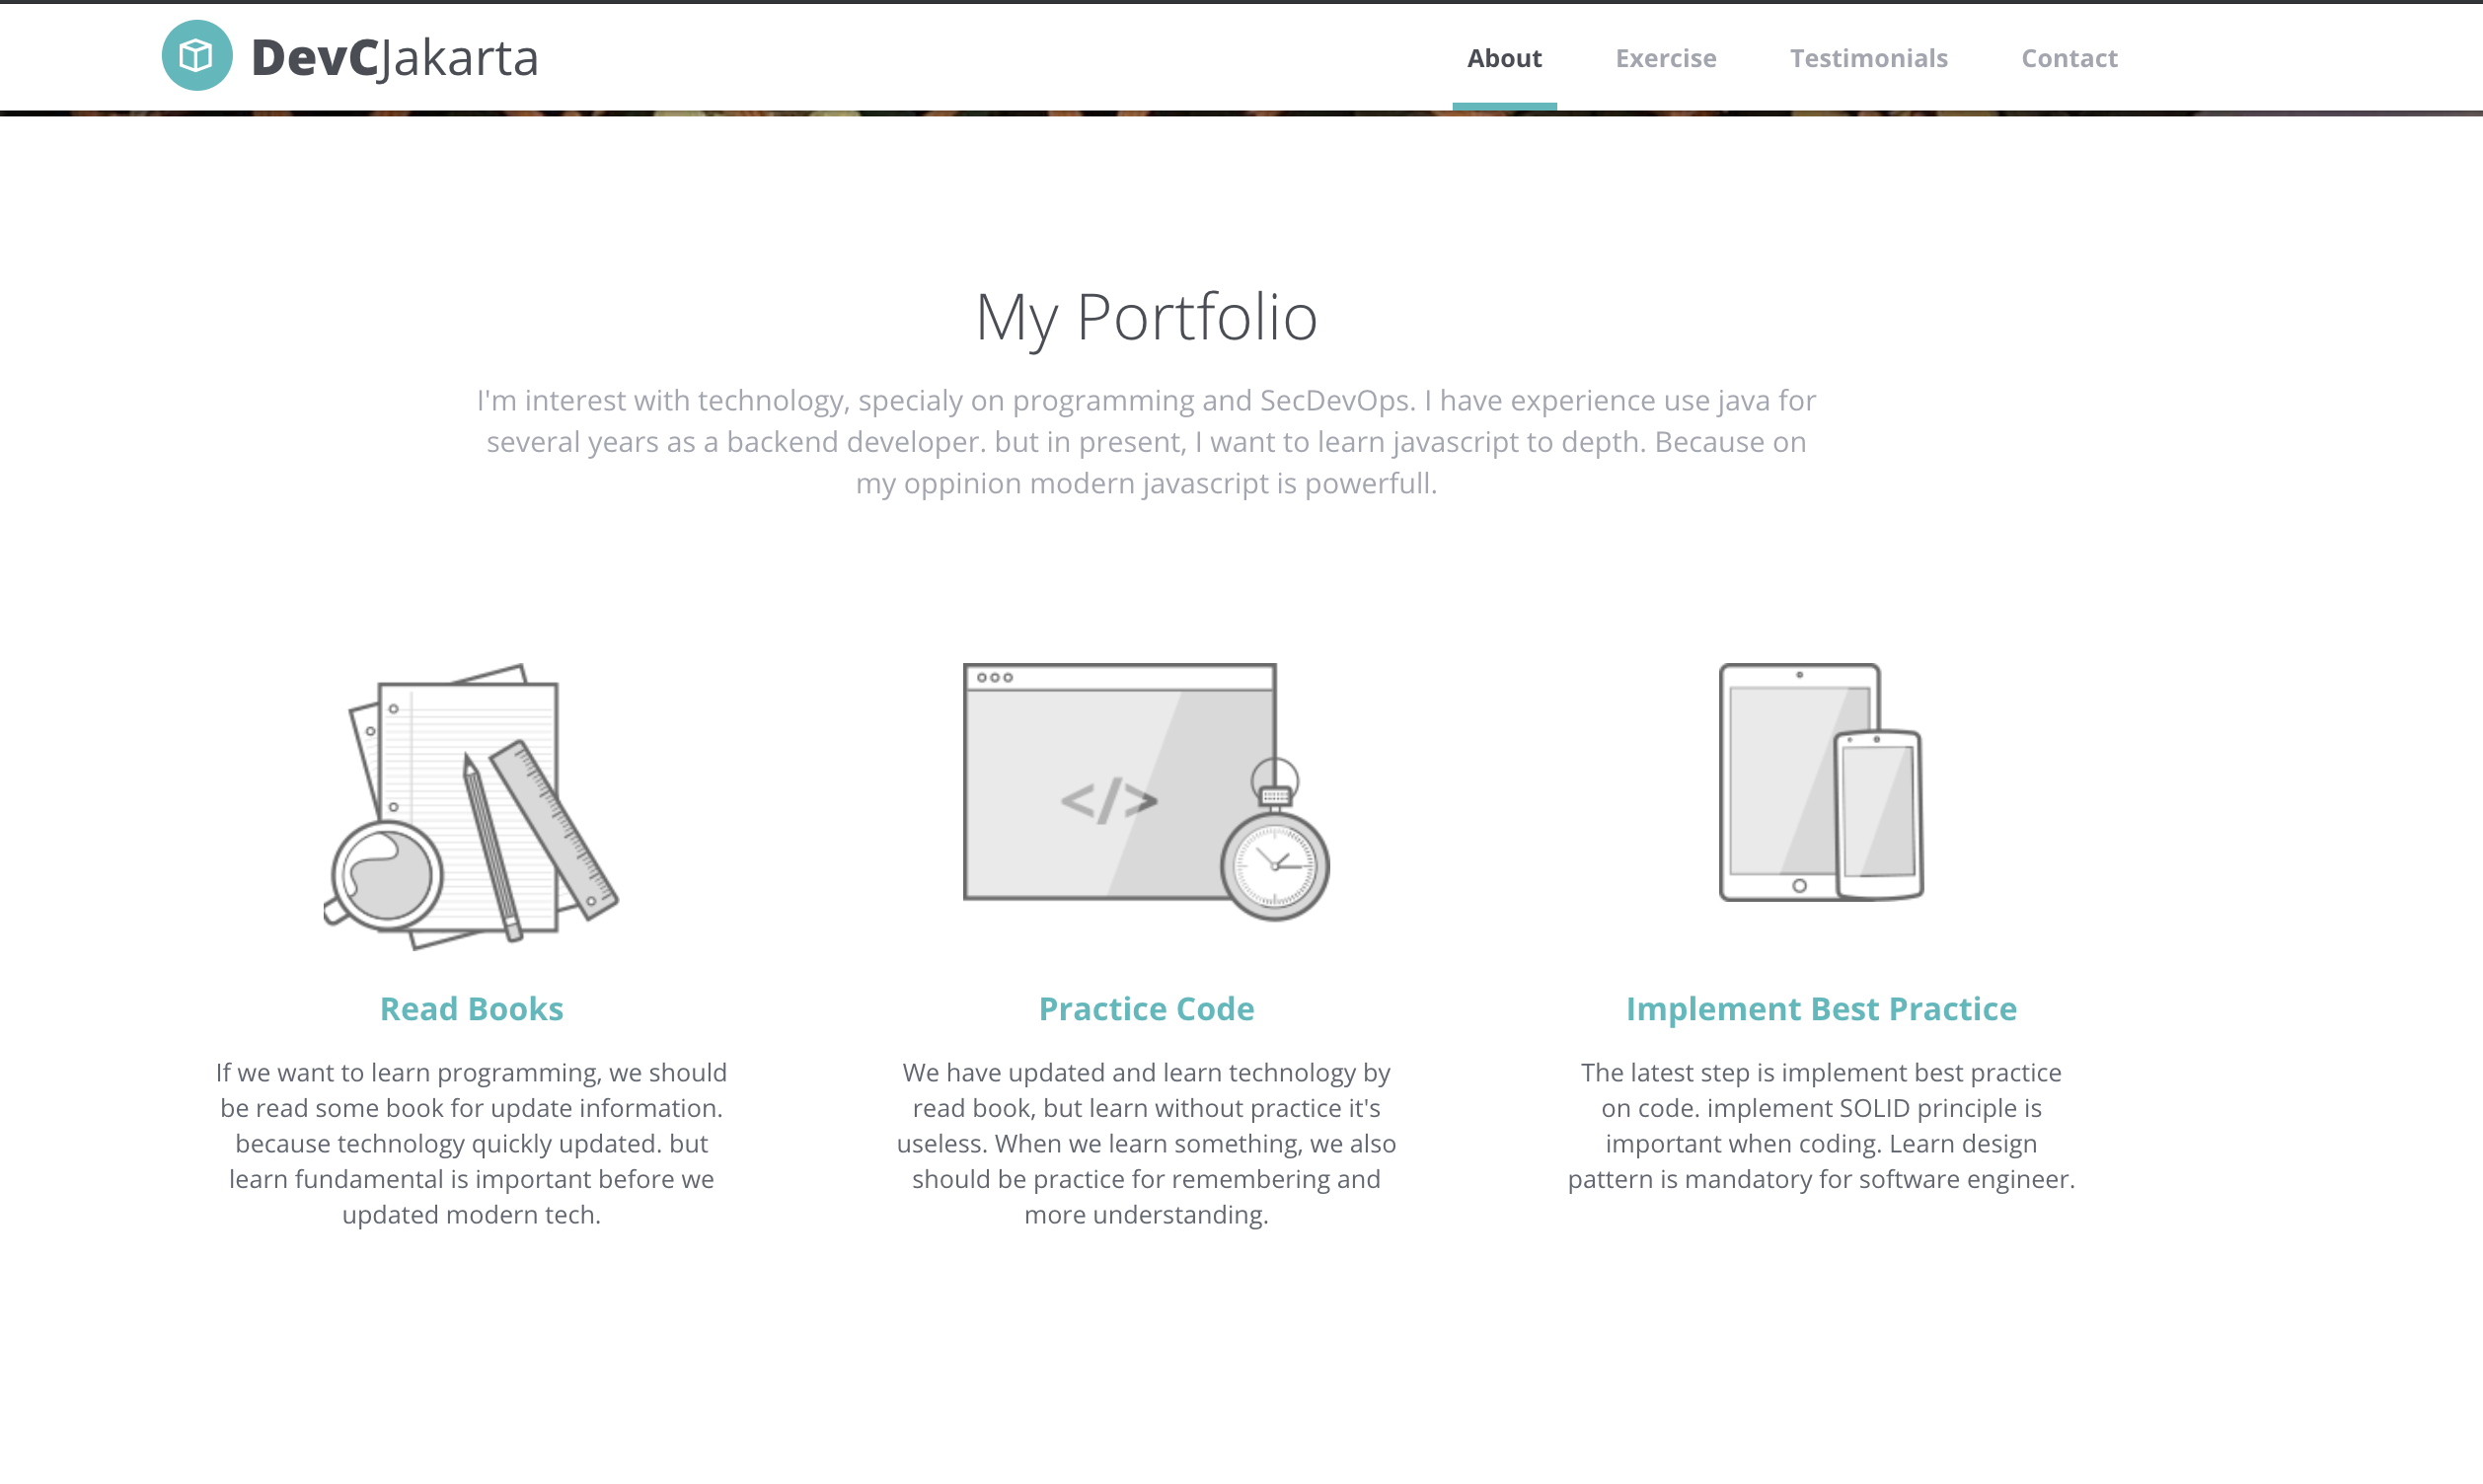 DevCJakarta
About Exercise Testimonials Contact
My Portfolio
I'm interest with technology, specialy on programming and SecDevOps. I have experience use java for
several years as a backend developer. but in present, I want to learn javascript to depth. Because on
my oppinion modern javascript is powerfull.
</>
Read Books
If we want to learn programming, we should
be read some book for update information.
because technology quickly updated. but
learn fundamental is important before we
updated modern tech.
Practice Code
We have updated and learn technology by
read book, but learn without practice it's
useless. When we learn something, we also
should be practice for remembering and
more understanding.
Implement Best Practice
The latest step is implement best practice
on code. implement SOLID principle is
important when coding. Learn design
pattern is mandatory for software engineer.